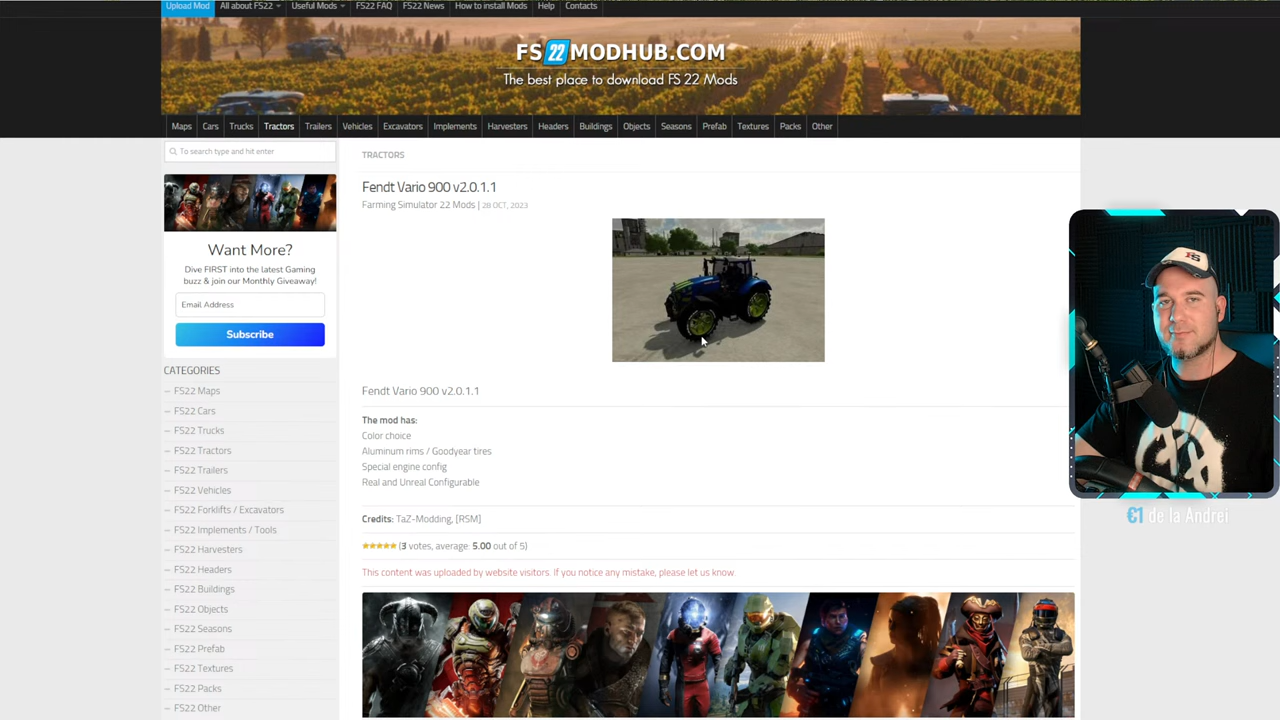 Upload Mod All about FS22 Useful Mods FS22 FAQ FS22 News How to install Mods Help Contacts
FS 22 MODHUB.COM
The best place to download FS 22 Mods
Maps Cars Trucks Tractors Trailers Vehicles Excavators Implements Harvesters Headers Buildings Objects Seasons Prefab Textures Packs Other
To search type and hit enter
Want More?
Dive FIRST into the latest Gaming
buzz & join our Monthly Giveaway!
Email Address
Subscribe
CATEGORIES
– FS22 Maps
– FS22 Cars
– FS22 Trucks
– FS22 Tractors
– FS22 Trailers
– FS22 Vehicles
– FS22 Forklifts / Excavators
– FS22 Implements / Tools
– FS22 Harvesters
– FS22 Headers
– FS22 Buildings
– FS22 Objects
– FS22 Seasons
– FS22 Prefab
– FS22 Textures
– FS22 Packs
– FS22 Other
TRACTORS
Fendt Vario 900 v2.0.1.1
Farming Simulator 22 Mods | 28 OCT, 2023
Fendt Vario 900 v2.0.1.1
The mod has:
Color choice
Aluminum rims / Goodyear tires
Special engine config
Real and Unreal Configurable
Credits: TaZ-Modding, [RSM]
(3 votes, average: 5.00 out of 5)
This content was uploaded by website visitors. If you notice any mistake, please let us know.
€1 de la Andrei